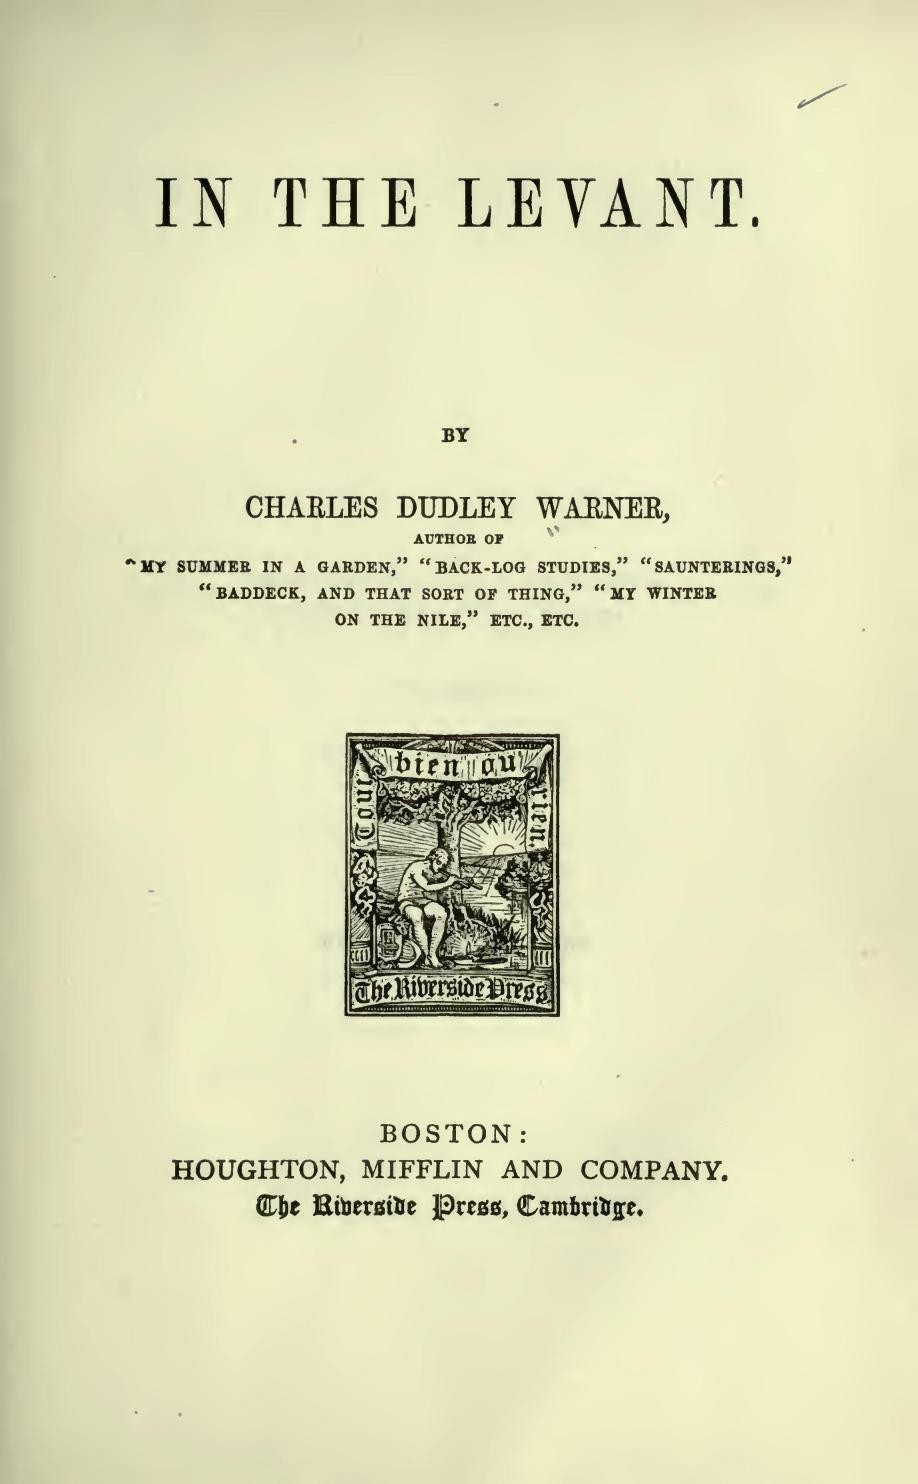 IN THE LEVANT.
BY
CHARLES DUDLEY WARNER,
AUTHOR OF
"MY SUMMER IN A GARDEN," "BACK-LOG STUDIES," "SAUNTERINGS,"
"BADDECK, AND THAT SORT OF THING," "MY WINTER
ON THE NILE," ETC., ETC.
Tout bien ou rien.
The Riverside Press
BOSTON:
HOUGHTON, MIFFLIN AND COMPANY.
The Riverside Press, Cambridge.